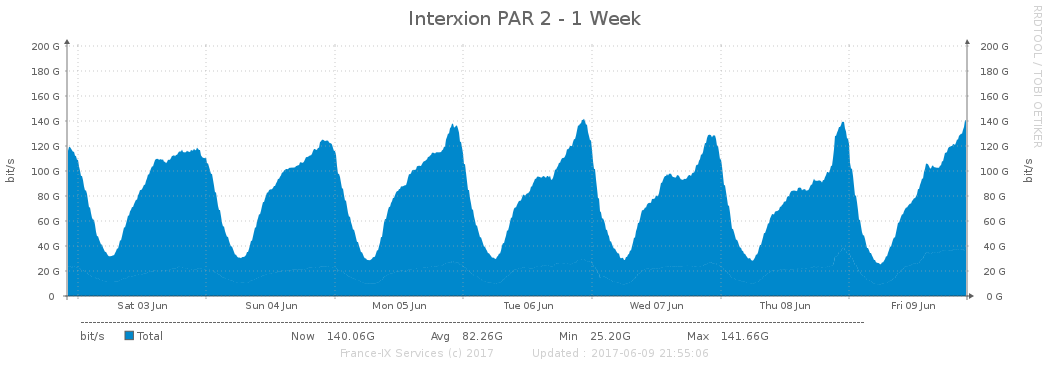 Interxion PAR 2 - 1 Week
RRDTOOL / TOBI OETIKER
bit/s
bit/s
200 G 200 G
180 G 180 G
160 G 160 G
140 G 140 G
120 G 120 G
100 G 100 G
80 G 80 G
60 G 60 G
40 G 40 G
20 G 20 G
0 0 G
Sat 03 Jun Sun 04 Jun Mon 05 Jun Tue 06 Jun Wed 07 Jun Thu 08 Jun Fri 09 Jun
bit/s Total Now 140.06G Avg 82.26G Min 25.20G Max 141.66G
France-IX Services (c) 2017 Updated : 2017-06-09 21:55:06